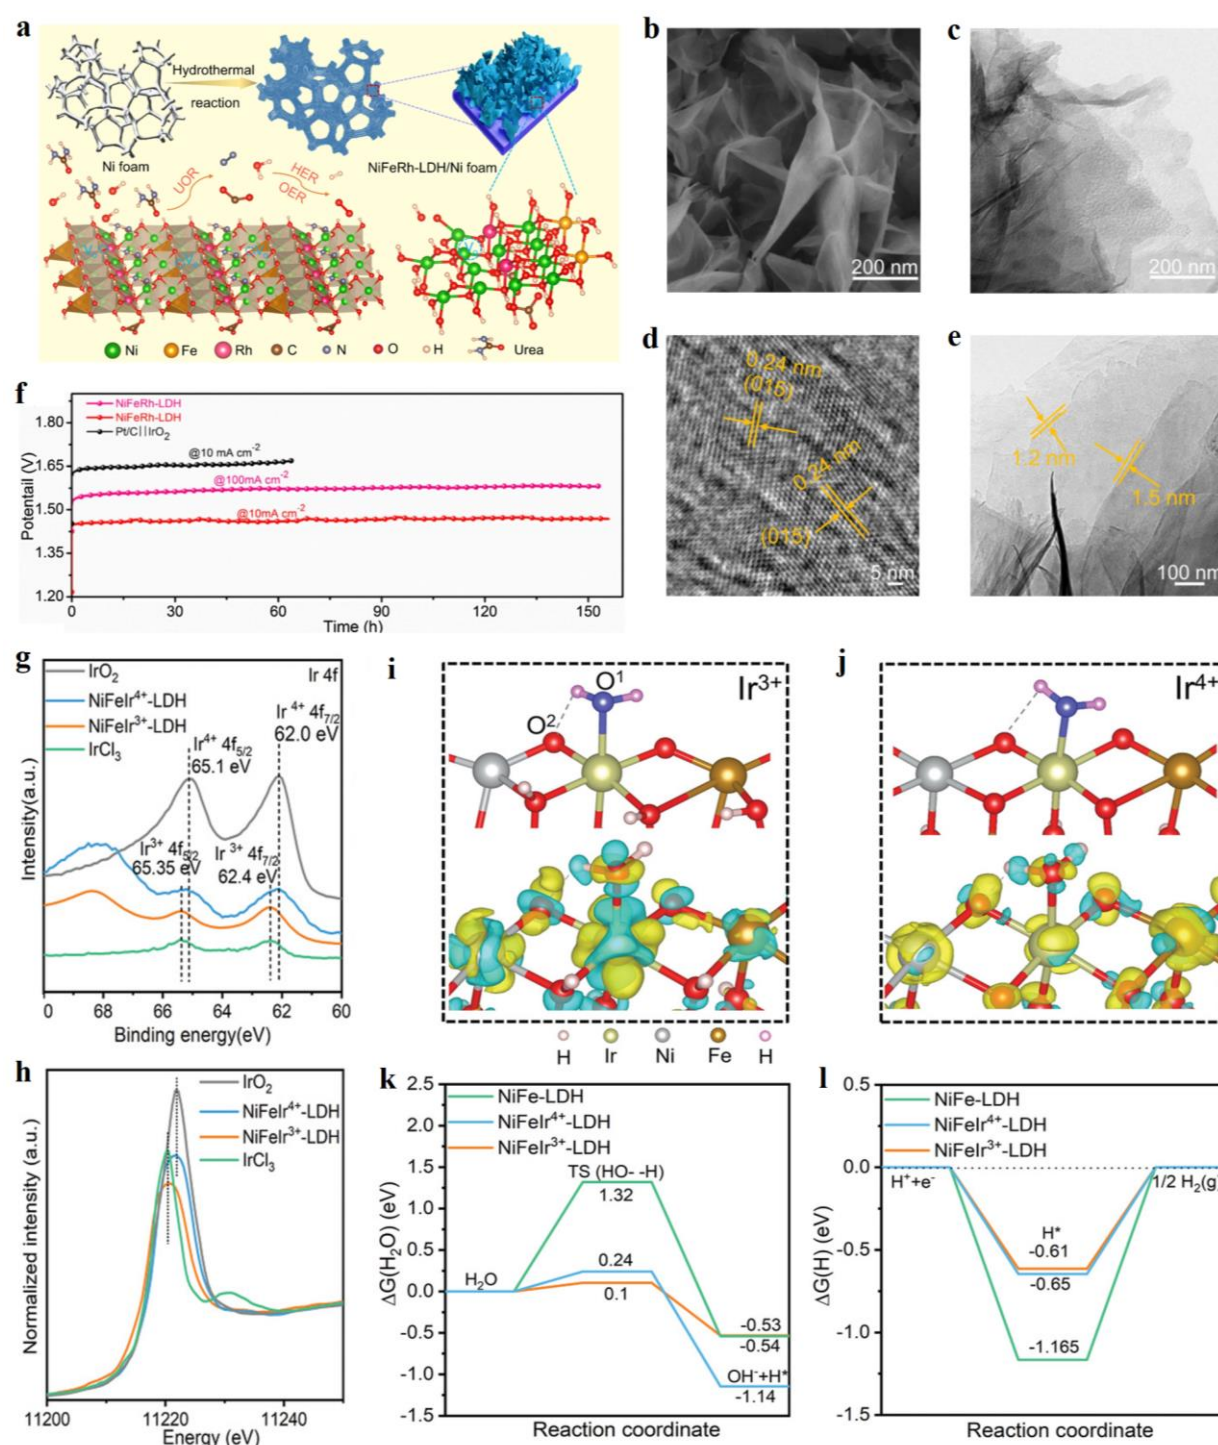 a
Hydrothermal
reaction
Ni foam
NiFeRh-LDH/Ni foam
UOR
HER
OER
Ni
Fe
Rh
C
N
O
H
Urea
b
200 nm
c
200 nm
d
0.24 nm
(015)
0.24 nm
(015)
5 nm
e
1.2 nm
1.5 nm
100 nm
f
NiFeRh-LDH
NiFeRh-LDH
Pt/C||IrO2
@10 mA cm-2
@100mA cm-2
@10mA cm-2
Potentail (V)
1.80
1.65
1.50
1.35
1.20
0
30
60
90
120
150
Time (h)
g
IrO2
NiFeIr4+-LDH
NiFeIr3+-LDH
IrCl3
Ir 4f
Ir 4+ 4f7/2
62.0 eV
Ir4+ 4f5/2
65.1 eV
Ir3+ 4f5/2
65.35 eV
Ir 3+ 4f7/2
62.4 eV
Intensity(a.u.)
60
68
66
64
62
60
Binding energy(eV)
h
IrO2
NiFeIr4+-LDH
NiFeIr3+-LDH
IrCl3
Normalized intensity (a.u.)
11200
11220
11240
Energy (eV)
i
Ir3+
O1
O2
j
Ir4+
H
Ir
Ni
Fe
H
k
NiFe-LDH
NiFeIr4+-LDH
NiFeIr3+-LDH
TS (HO- -H)
1.32
H2O
0.24
0.1
-0.53
-0.54
OH-+H*
-1.14
ΔG(H2O) (eV)
2.5
2.0
1.5
1.0
0.5
0.0
-0.5
-1.0
-1.5
Reaction coordinate
l
NiFe-LDH
NiFeIr4+-LDH
NiFeIr3+-LDH
H++e-
1/2 H2(g)
H*
-0.61
-0.65
-1.165
ΔG(H) (eV)
0.5
0.0
-0.5
-1.0
-1.5
Reaction coordinate